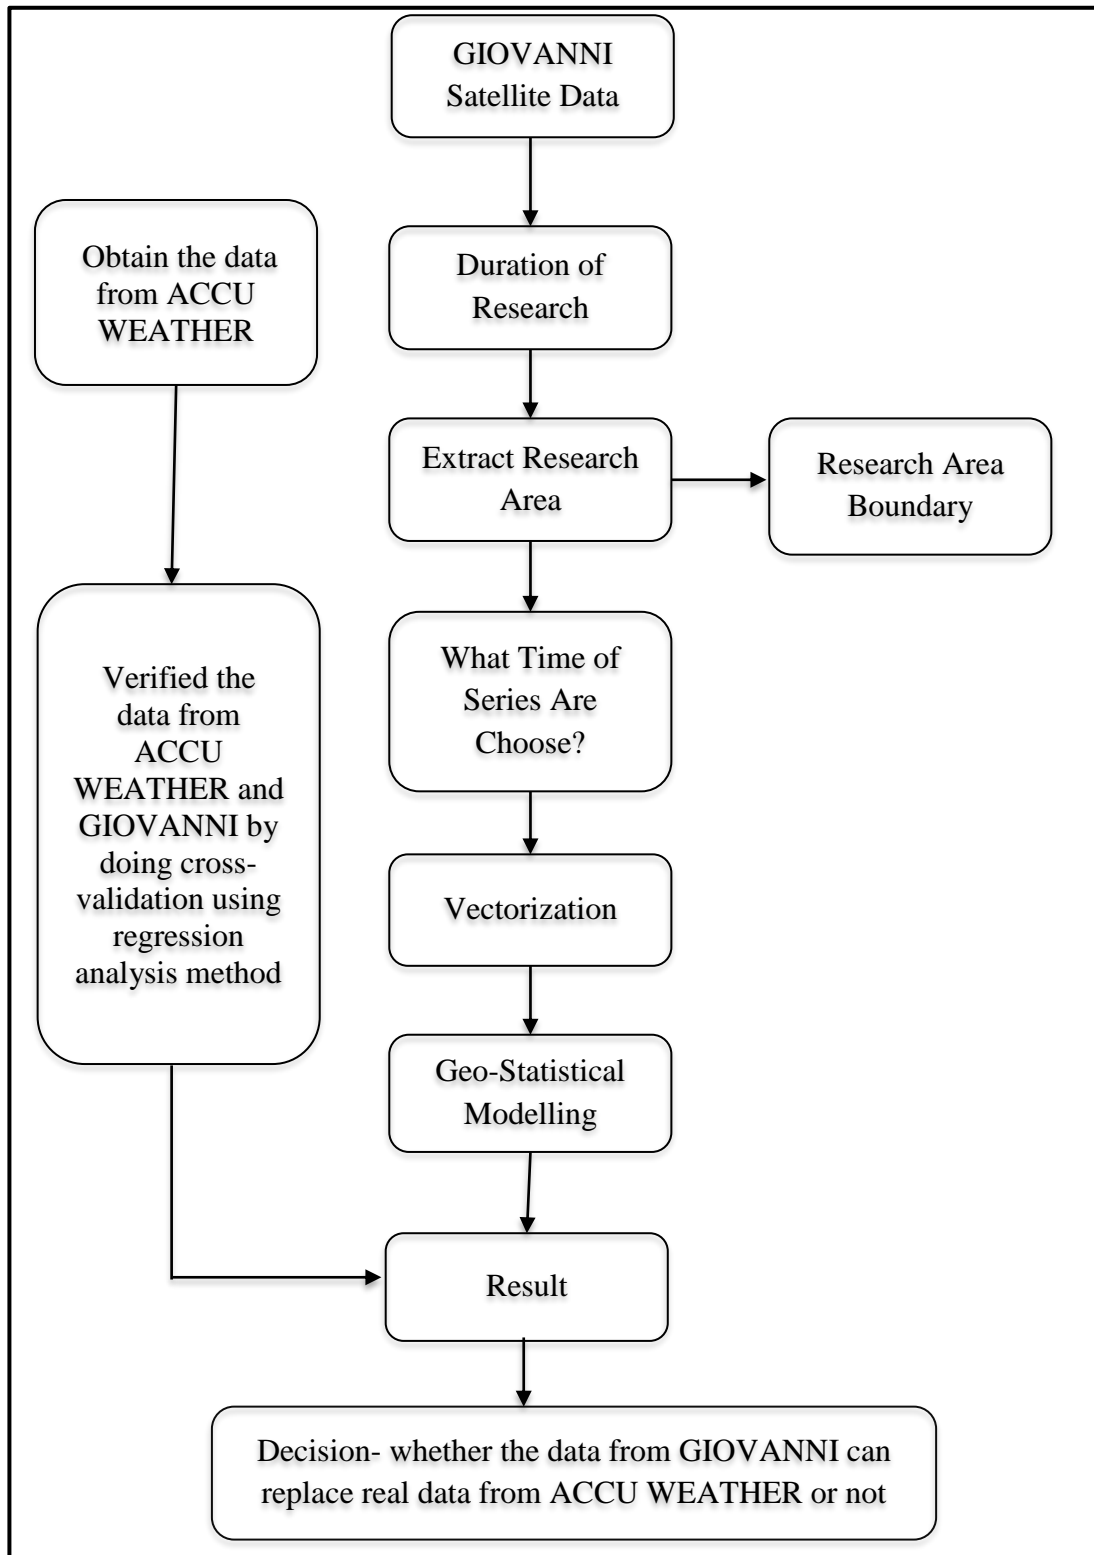 GIOVANNI
Satellite Data
Duration of
Research
Obtain the data
from ACCU
WEATHER
Extract Research
Area
Research Area
Boundary
What Time of
Series Are
Choose?
Verified the
data from
ACCU
WEATHER and
GIOVANNI by
doing cross-
validation using
regression
analysis method
Vectorization
Geo-Statistical
Modelling
Result
Decision- whether the data from GIOVANNI can
replace real data from ACCU WEATHER or not